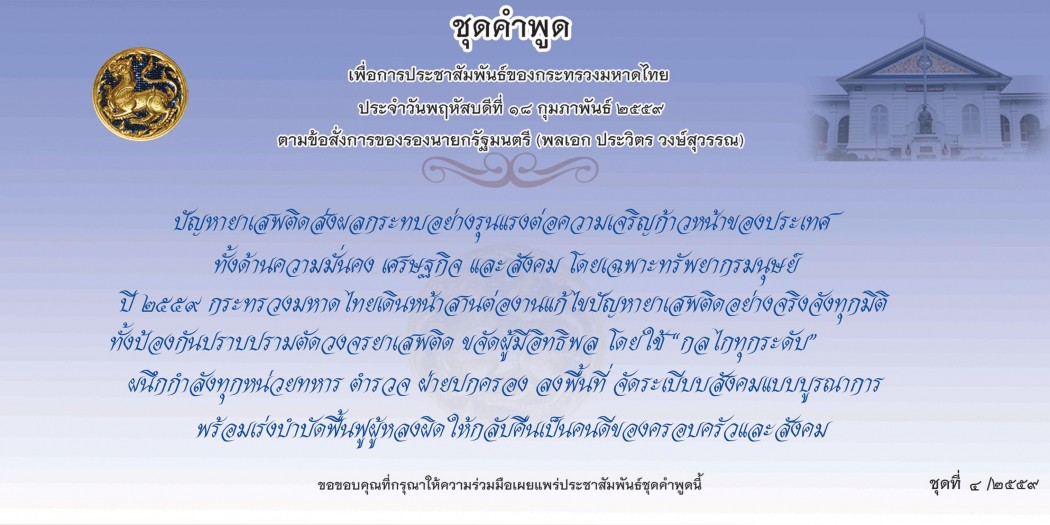 ชุดคำพูด
เพื่อการประชาสัมพันธ์ของกระทรวงมหาดไทย
ประจำวันพฤหัสบดีที่ ๑๘ กุมภาพันธ์ ๒๕๕๙
ตามข้อสั่งการของรองนายกรัฐมนตรี (พลเอก ประวิตร วงษ์สุวรรณ)
ปัญหายาเสพติดส่งผลกระทบอย่างรุนแรงต่อความเจริญก้าวหน้าของประเทศ
ทั้งด้านความมั่นคง เศรษฐกิจ และสังคม โดยเฉพาะทรัพยากรมนุษย์
ปี ๒๕๕๙ กระทรวงมหาดไทยเดินหน้าสานต่องานแก้ไขปัญหายาเสพติดอย่างจริงจังทุกมิติ
ทั้งป้องกันปราบปรามตัดวงจรยาเสพติด ขจัดผู้มีอิทธิพล โดยใช้ “กลไกทุกระดับ”
ผนึกกำลังทุกหน่วยทหาร ตำรวจ ฝ่ายปกครอง ลงพื้นที่ จัดระเบียบสังคมแบบบูรณาการ
พร้อมเร่งบำบัดฟื้นฟูผู้หลงผิดให้กลับคืนเป็นคนดีของครอบครัวและสังคม
ขอขอบคุณที่กรุณาให้ความร่วมมือเผยแพร่ประชาสัมพันธ์ชุดคำพูดนี้
ชุดที่ ๔ /๒๕๕๙